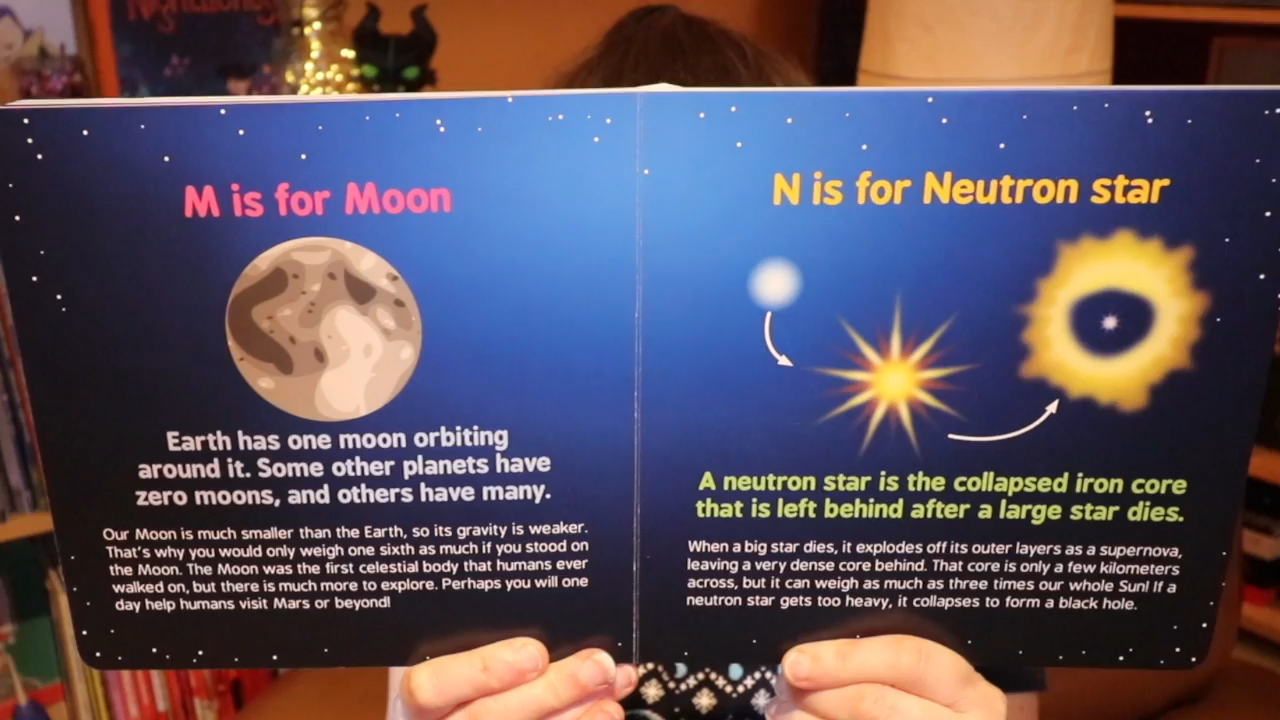 Nightbooks
M is for Moon
Earth has one moon orbiting
around it. Some other planets have
zero moons, and others have many.
Our Moon is much smaller than the Earth, so its gravity is weaker.
That's why you would only weigh one sixth as much if you stood on
the Moon. The Moon was the first celestial body that humans ever
walked on, but there is much more to explore. Perhaps you will one
day help humans visit Mars or beyond!
N is for Neutron star
A neutron star is the collapsed iron core
that is left behind after a large star dies.
When a big star dies, it explodes off its outer layers as a supernova,
leaving a very dense core behind. That core is only a few kilometers
across, but it can weigh as much as three times our whole Sun! If a
neutron star gets too heavy, it collapses to form a black hole.